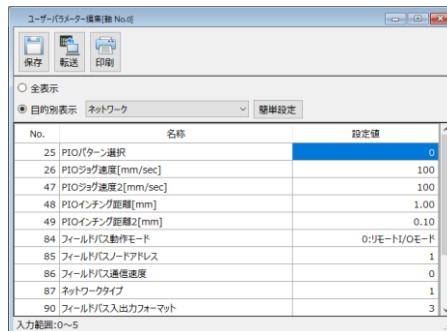 ユーザーパラメーター編集[軸 No.0]
保存 転送 印刷
全表示
目的別表示 ネットワーク 簡単設定
No. 名称 設定値
25 PIOパターン選択 0
26 PIOジョグ速度[mm/sec] 100
47 PIOジョグ速度2[mm/sec] 100
48 PIOインチング距離[mm] 1.00
49 PIOインチング距離2[mm] 0.10
84 フィールドバス動作モード 0:リモートI/Oモード
85 フィールドバスノードアドレス 1
86 フィールドバス通信速度 0
87 ネットワークタイプ 1
90 フィールドバス入出力フォーマット 3
入力範囲:0～5